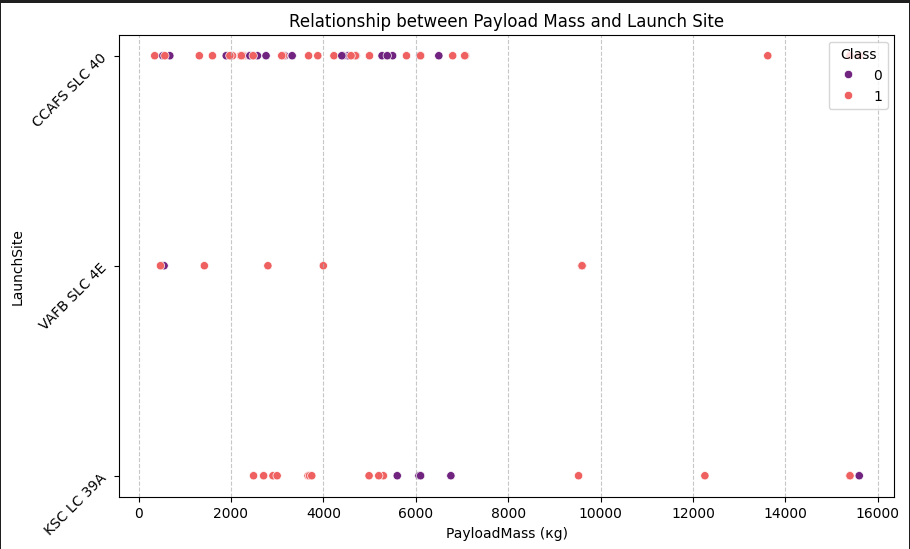 Relationship between Payload Mass and Launch Site
Class
0
1
CCAFS SLC 40
VAFB SLC 4E
KSC LC 39A
LaunchSite
0 2000 4000 6000 8000 10000 12000 14000 16000
PayloadMass (кg)